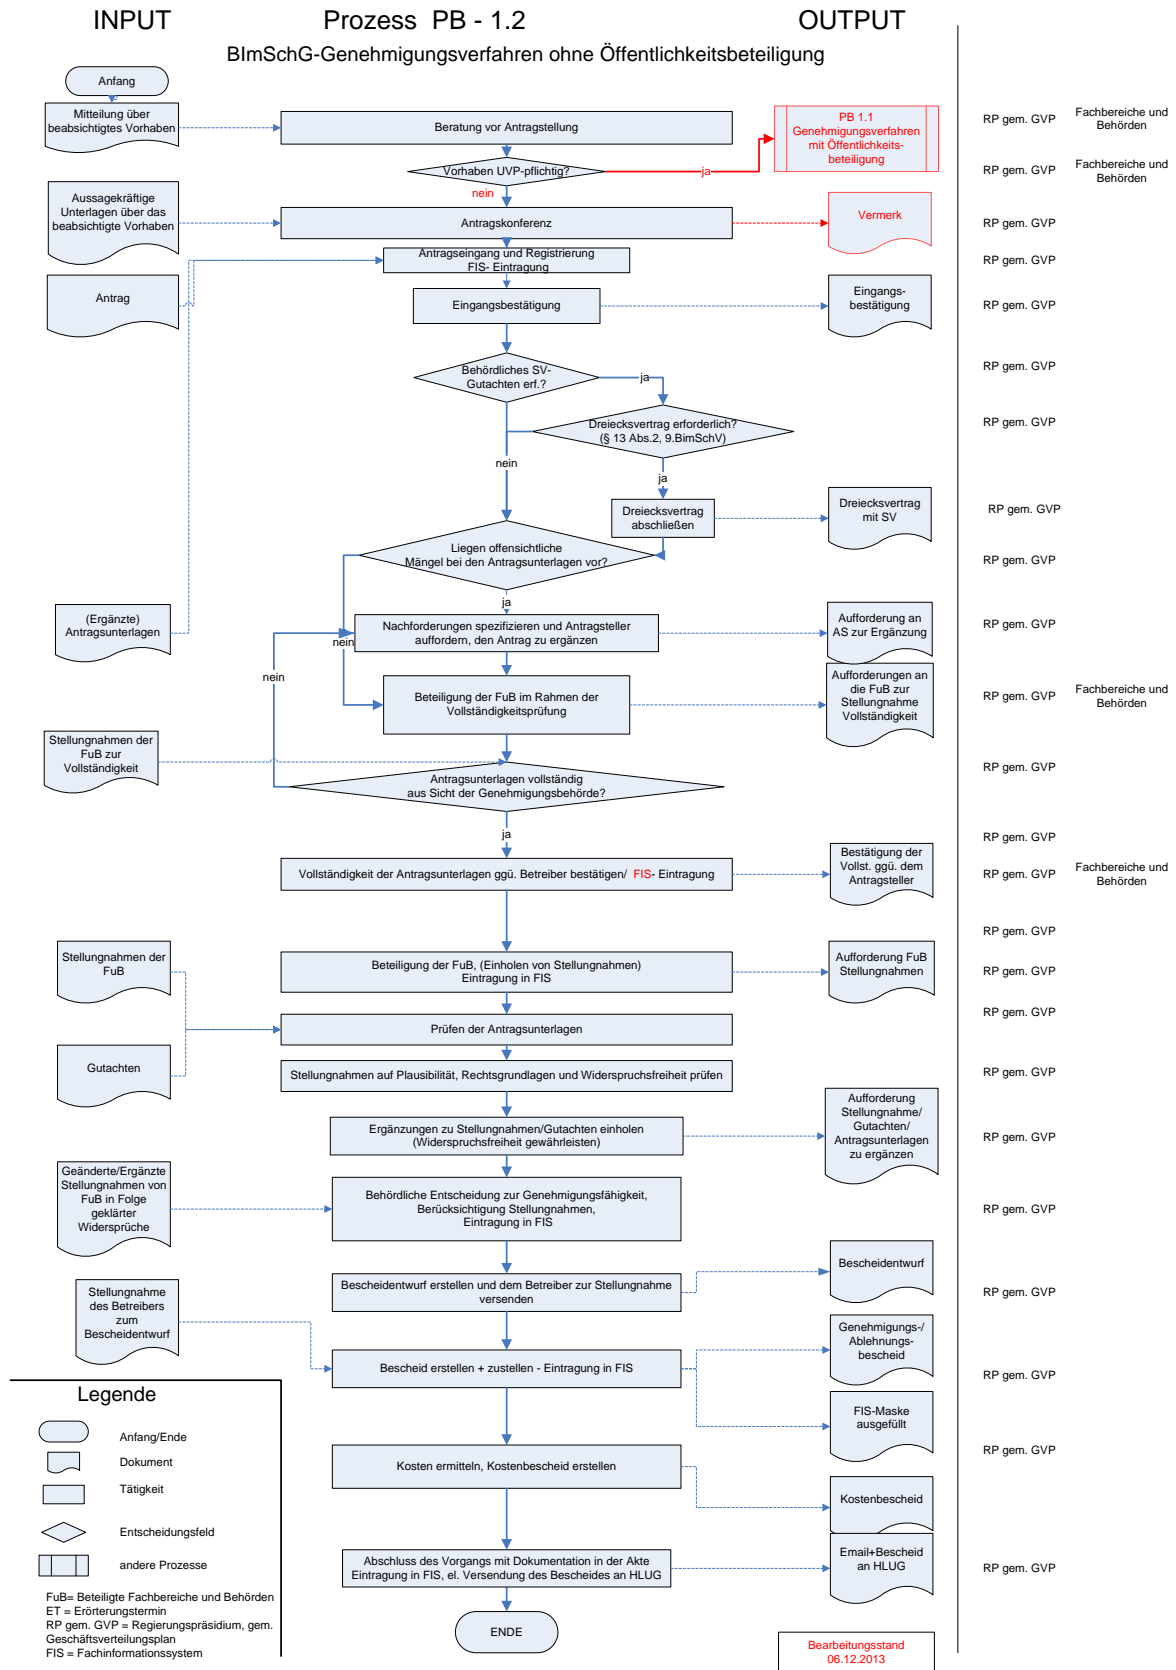 INPUT
Prozess PB - 1.2
OUTPUT
BImSchG-Genehmigungsverfahren ohne Öffentlichkeitsbeteiligung
Anfang
Mitteilung über
beabsichtigtes Vorhaben
Beratung vor Antragstellung
PB 1.1
Genehmigungsverfahren
mit Öffentlichkeits-
beteiligung
RP gem. GVP
Fachbereiche und
Behörden
Vorhaben UVP-pflichtig?
ja
nein
RP gem. GVP
Fachbereiche und
Behörden
Aussagekräftige
Unterlagen über das
beabsichtigte Vorhaben
Antragskonferenz
Vermerk
RP gem. GVP
Antragseingang und Registrierung
FIS- Eintragung
RP gem. GVP
Antrag
Eingangsbestätigung
Eingangs-
bestätigung
RP gem. GVP
Behördliches SV-
Gutachten erf.?
ja
RP gem. GVP
Dreiecksvertrag erforderlich?
(§ 13 Abs.2, 9.BimSchV)
RP gem. GVP
nein
ja
Dreiecksvertrag
abschließen
Dreiecksvertrag
mit SV
RP gem. GVP
Liegen offensichtliche
Mängel bei den Antragsunterlagen vor?
RP gem. GVP
ja
(Ergänzte)
Antragsunterlagen
Nachforderungen spezifizieren und Antragsteller
auffordern, den Antrag zu ergänzen
Aufforderung an
AS zur Ergänzung
RP gem. GVP
nein
nein
Beteiligung der FuB im Rahmen der
Vollständigkeitsprüfung
Aufforderungen an
die FuB zur
Stellungnahme
Vollständigkeit
RP gem. GVP
Fachbereiche und
Behörden
Stellungnahmen der
FuB zur
Vollständigkeit
Antragsunterlagen vollständig
aus Sicht der Genehmigungsbehörde?
RP gem. GVP
ja
RP gem. GVP
Vollständigkeit der Antragsunterlagen ggü. Betreiber bestätigen/ FIS- Eintragung
Bestätigung der
Vollst. ggü. dem
Antragsteller
RP gem. GVP
Fachbereiche und
Behörden
RP gem. GVP
Stellungnahmen der
FuB
Beteiligung der FuB, (Einholen von Stellungnahmen)
Eintragung in FIS
Aufforderung FuB
Stellungnahmen
RP gem. GVP
RP gem. GVP
Prüfen der Antragsunterlagen
Gutachten
Stellungnahmen auf Plausibilität, Rechtsgrundlagen und Widerspruchsfreiheit prüfen
RP gem. GVP
Ergänzungen zu Stellungnahmen/Gutachten einholen
(Widerspruchsfreiheit gewährleisten)
Aufforderung
Stellungnahme/
Gutachten/
Antragsunterlagen
zu ergänzen
RP gem. GVP
Geänderte/Ergänzte
Stellungnahmen von
FuB in Folge
geklärter
Widersprüche
Behördliche Entscheidung zur Genehmigungsfähigkeit,
Berücksichtigung Stellungnahmen,
Eintragung in FIS
RP gem. GVP
Bescheidentwurf erstellen und dem Betreiber zur Stellungnahme
versenden
Bescheidentwurf
RP gem. GVP
Stellungnahme
des Betreibers
zum
Bescheidentwurf
Bescheid erstellen + zustellen - Eintragung in FIS
Genehmigungs-/
Ablehnungs-
bescheid
RP gem. GVP
FIS-Maske
ausgefüllt
RP gem. GVP
Kosten ermitteln, Kostenbescheid erstellen
Kostenbescheid
Abschluss des Vorgangs mit Dokumentation in der Akte
Eintragung in FIS, el. Versendung des Bescheides an HLUG
Email+Bescheid
an HLUG
RP gem. GVP
ENDE
Legende
Anfang/Ende
Dokument
Tätigkeit
Entscheidungsfeld
andere Prozesse
FuB= Beteiligte Fachbereiche und Behörden
ET = Erörterungstermin
RP gem. GVP = Regierungspräsidium, gem.
Geschäftsverteilungsplan
FIS = Fachinformationssystem
Bearbeitungsstand
06.12.2013